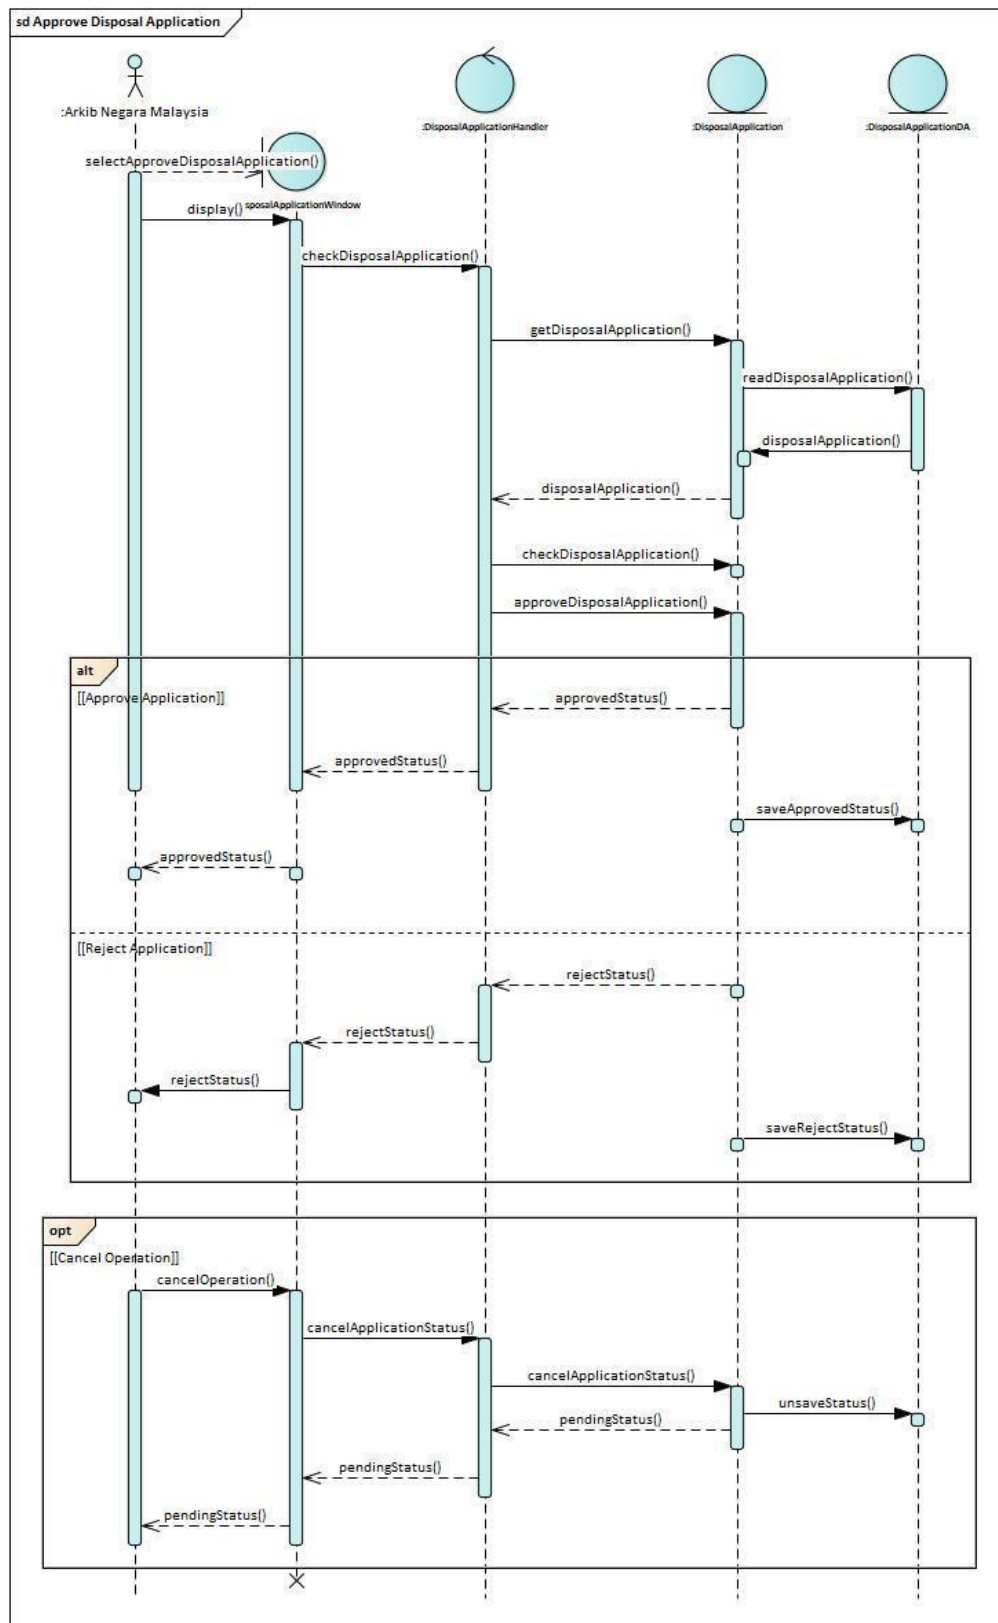 sd Approve Disposal Application
:Arkib Negara Malaysia
:DisposalApplicationHandler
:DisposalApplication
:DisposalApplicationDA
selectApproveDisposalApplication()
sposalApplicationWindow
display()
checkDisposalApplication()
getDisposalApplication()
readDisposalApplication()
disposalApplication()
disposalApplication()
checkDisposalApplication()
approveDisposalApplication()
alt
[[Approve Application]]
approvedStatus()
approvedStatus()
saveApprovedStatus()
approvedStatus()
[[Reject Application]]
rejectStatus()
rejectStatus()
rejectStatus()
saveRejectStatus()
opt
[[Cancel Operation]]
cancelOperation()
cancelApplicationStatus()
cancelApplicationStatus()
unsaveStatus()
pendingStatus()
pendingStatus()
pendingStatus()